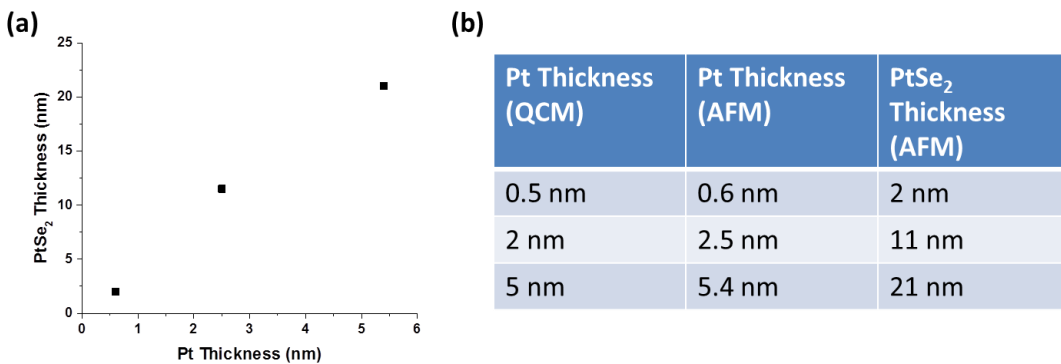 (a)
25
20
15
10
5
0
PtSe2 Thickness (nm)
0 1 2 3 4 5 6
Pt Thickness (nm)
(b)
Pt Thickness (QCM) Pt Thickness (AFM) PtSe2 Thickness (AFM)
0.5 nm 0.6 nm 2 nm
2 nm 2.5 nm 11 nm
5 nm 5.4 nm 21 nm